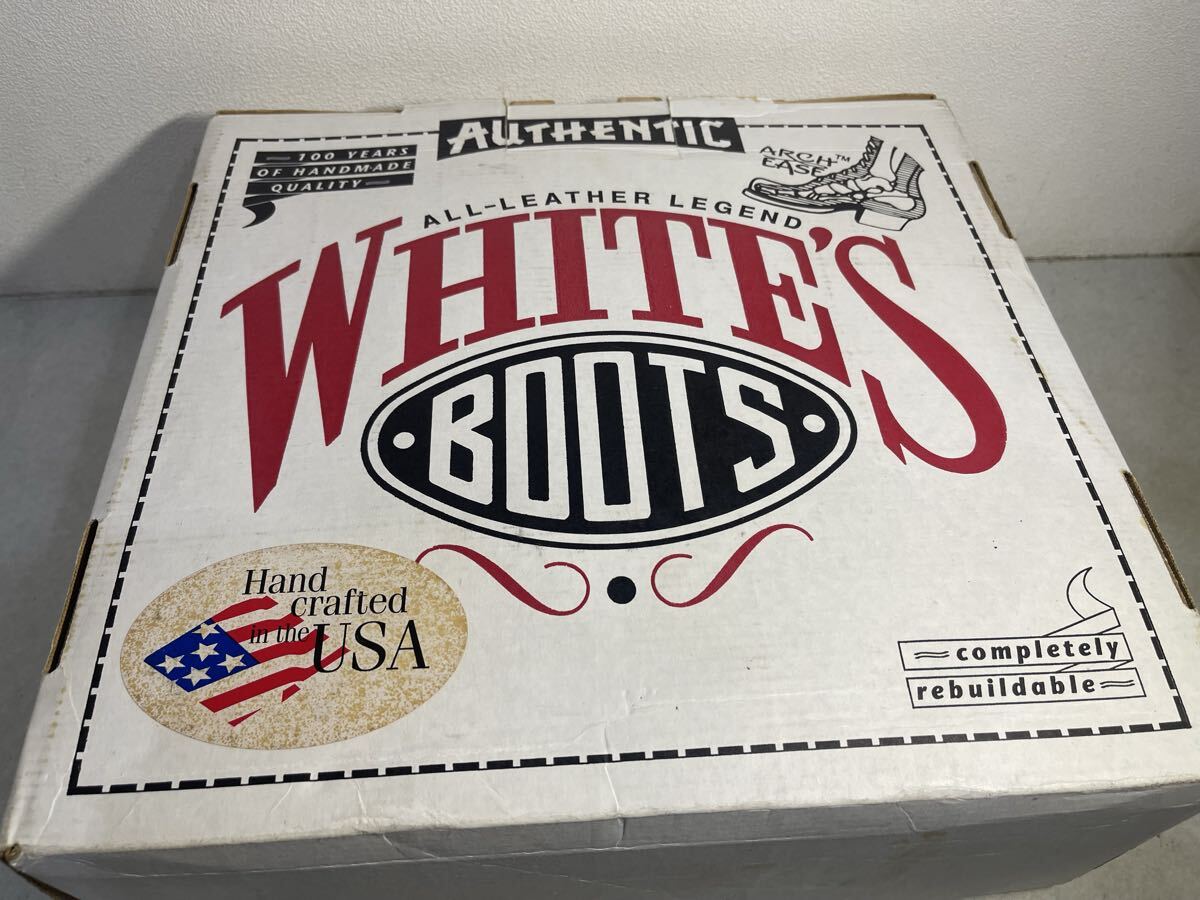 AUTHENTIC
100 YEARS
OF HANDMADE
QUALITY
ARCH™
EASE
ALL-LEATHER LEGEND
WHITE'S
BOOTS
Hand
crafted
in the USA
completely
rebuildable